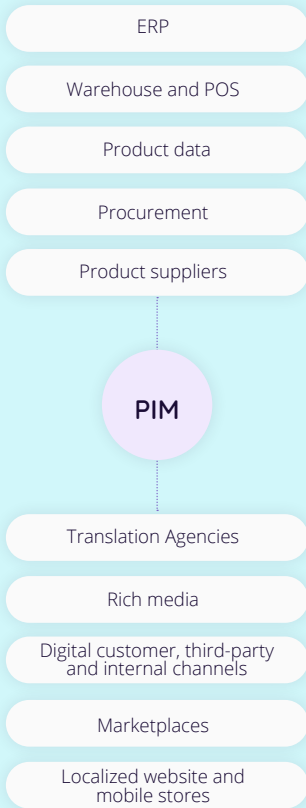 ERP
Warehouse and POS
Product data
Procurement
Product suppliers
PIM
Translation Agencies
Rich media
Digital customer, third-party
and internal channels
Marketplaces
Localized website and
mobile stores